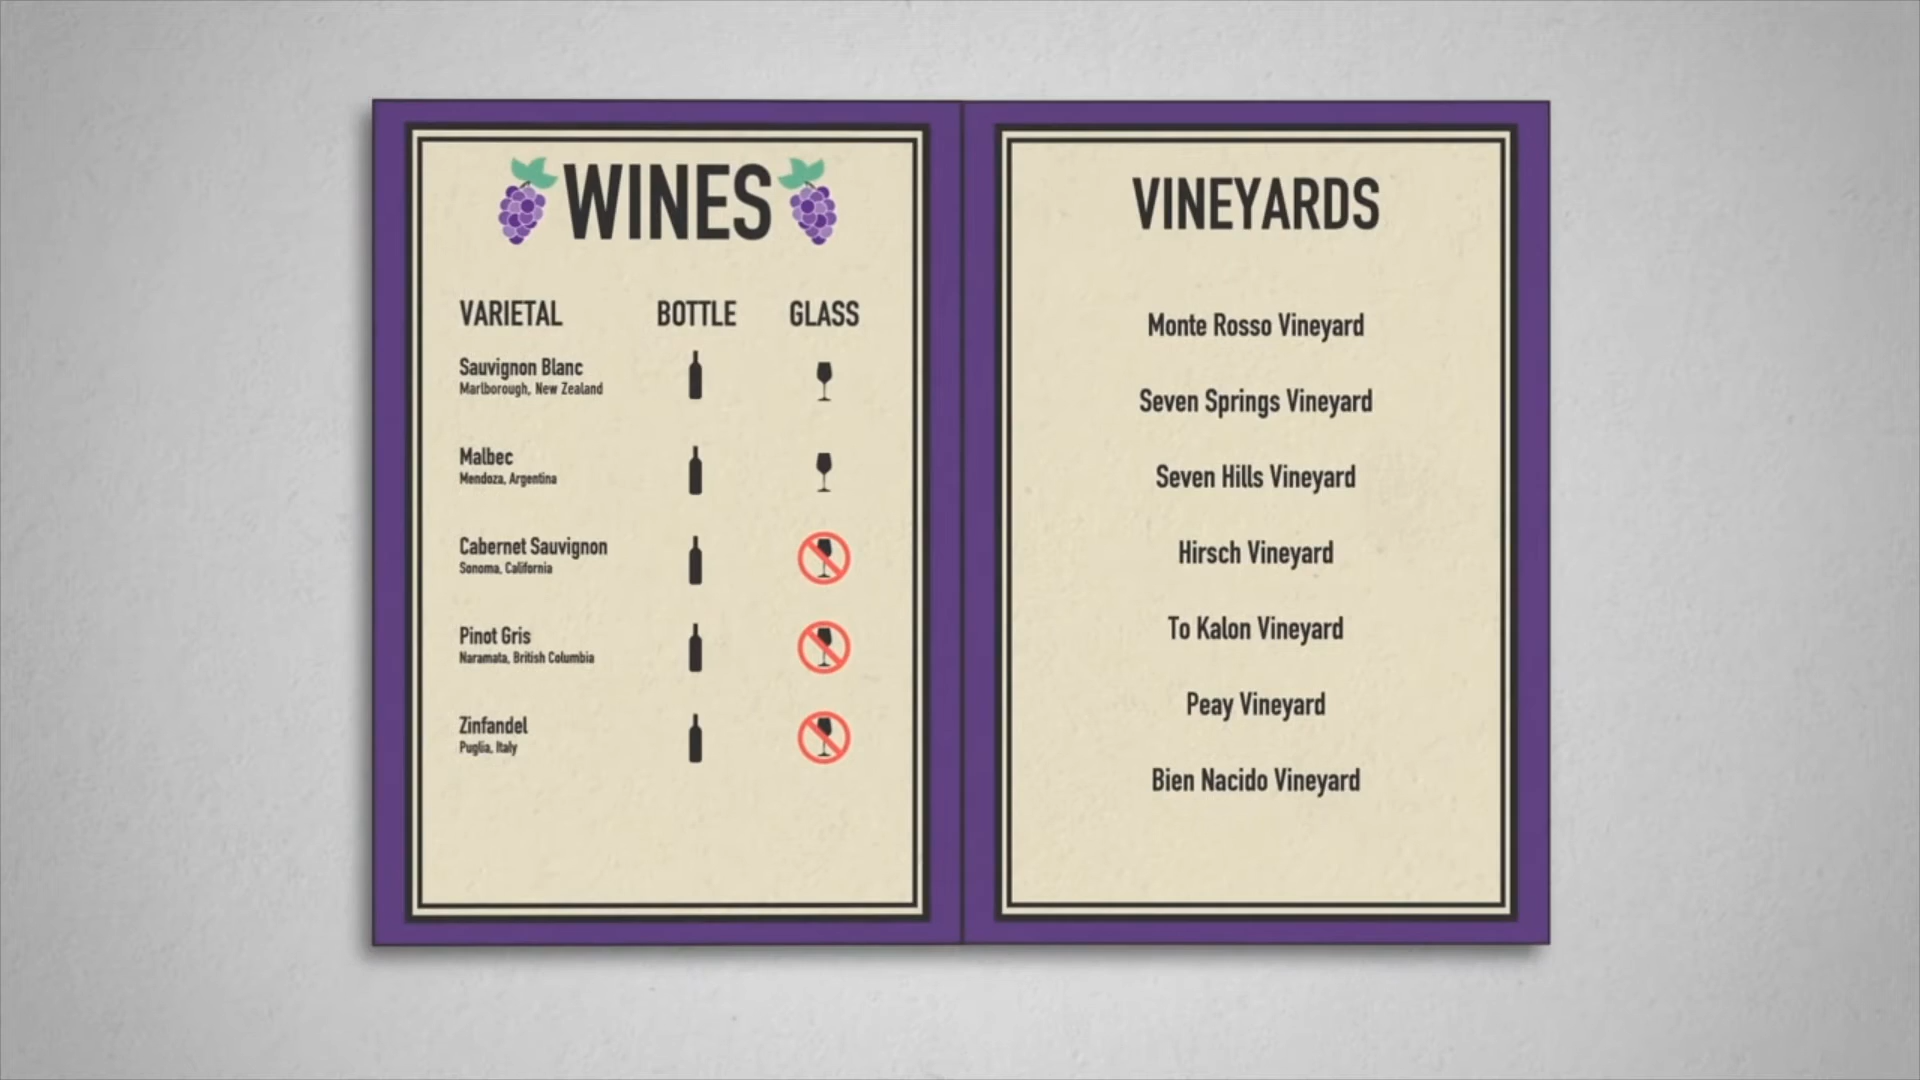 WINES
VARIETAL BOTTLE GLASS
Sauvignon Blanc
Marlborough, New Zealand
Malbec
Mendoza, Argentina
Cabernet Sauvignon
Sonoma, California
Pinot Gris
Naramata, British Columbia
Zinfandel
Puglia, Italy
VINEYARDS
Monte Rosso Vineyard
Seven Springs Vineyard
Seven Hills Vineyard
Hirsch Vineyard
To Kalon Vineyard
Peay Vineyard
Bien Nacido Vineyard